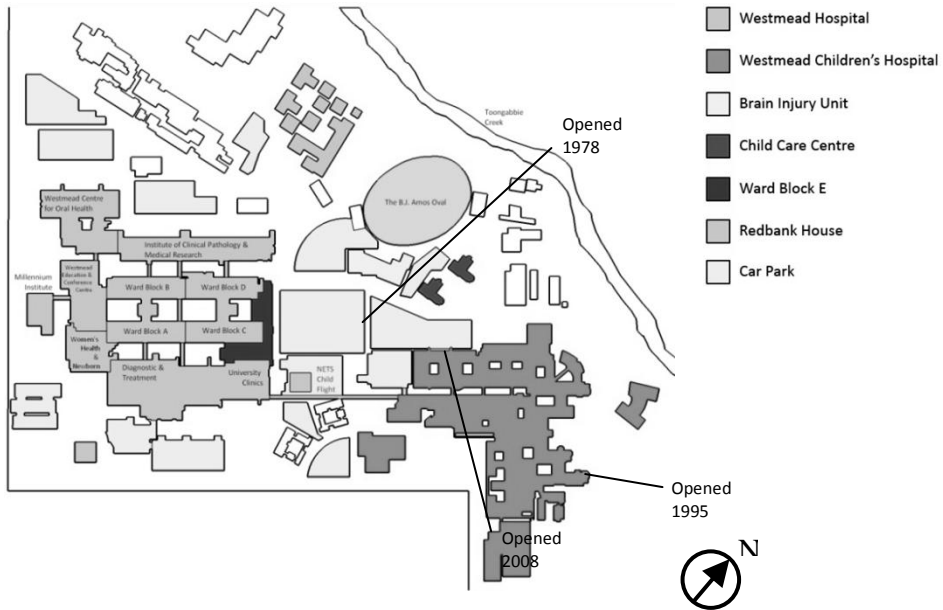 Westmead Hospital
Westmead Children's Hospital
Brain Injury Unit
Child Care Centre
Ward Block E
Redbank House
Car Park
Toongabbie
Creek
Opened
1978
The B.J. Amos Oval
Westmead Centre
for Oral Health
Institute of Clinical Pathology &
Medical Research
Millennium
Institute
Westmead
Education &
Conference
Centre
Ward Block B
Ward Block D
Ward Block A
Ward Block C
Women's
Health
&
Newborn
Diagnostic &
Treatment
University
Clinics
NETS
Child
Flight
Opened
1995
Opened
2008
N